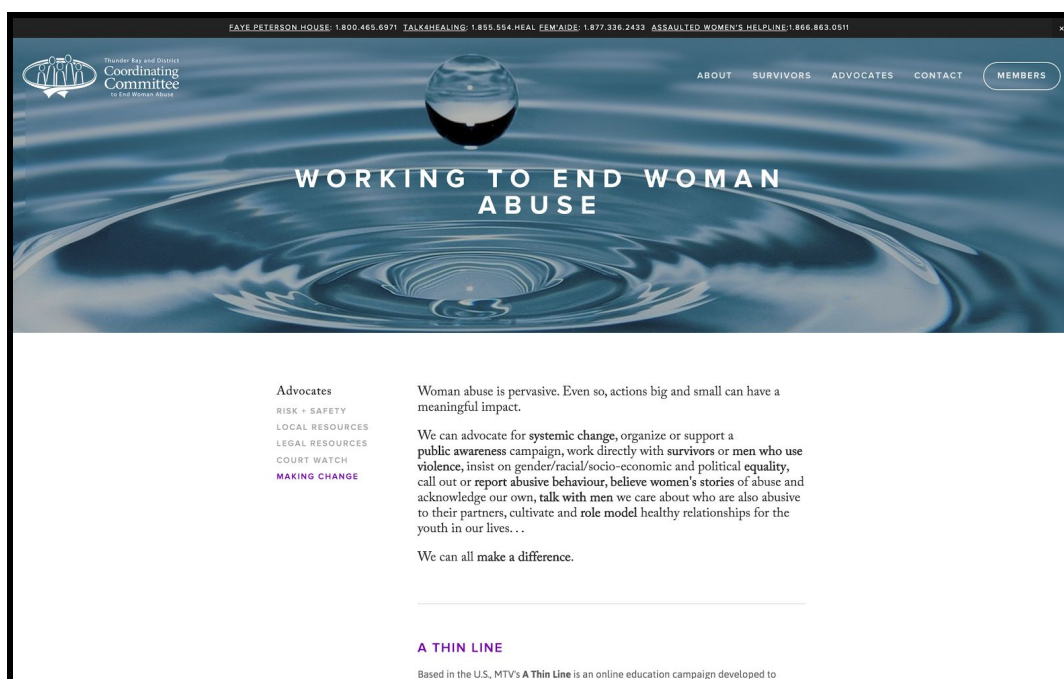 FAYE PETERSON HOUSE: 1.800.465.6971 TALK4HEALING: 1.855.554.HEAL FEM'AIDE: 1.877.336.2433 ASSAULTED WOMEN'S HELPLINE:1.866.863.0511
×
Thunder Bay and District
Coordinating
Committee
to End Woman Abuse
ABOUT SURVIVORS ADVOCATES CONTACT MEMBERS
WORKING TO END WOMAN
ABUSE
Advocates
RISK + SAFETY
LOCAL RESOURCES
LEGAL RESOURCES
COURT WATCH
MAKING CHANGE
Woman abuse is pervasive. Even so, actions big and small can have a
meaningful impact.
We can advocate for systemic change, organize or support a
public awareness campaign, work directly with survivors or men who use
violence, insist on gender/racial/socio-economic and political equality,
call out or report abusive behaviour, believe women's stories of abuse and
acknowledge our own, talk with men we care about who are also abusive
to their partners, cultivate and role model healthy relationships for the
youth in our lives. . .
We can all make a difference.
A THIN LINE
Based in the U.S., MTV's A Thin Line is an online education campaign developed to